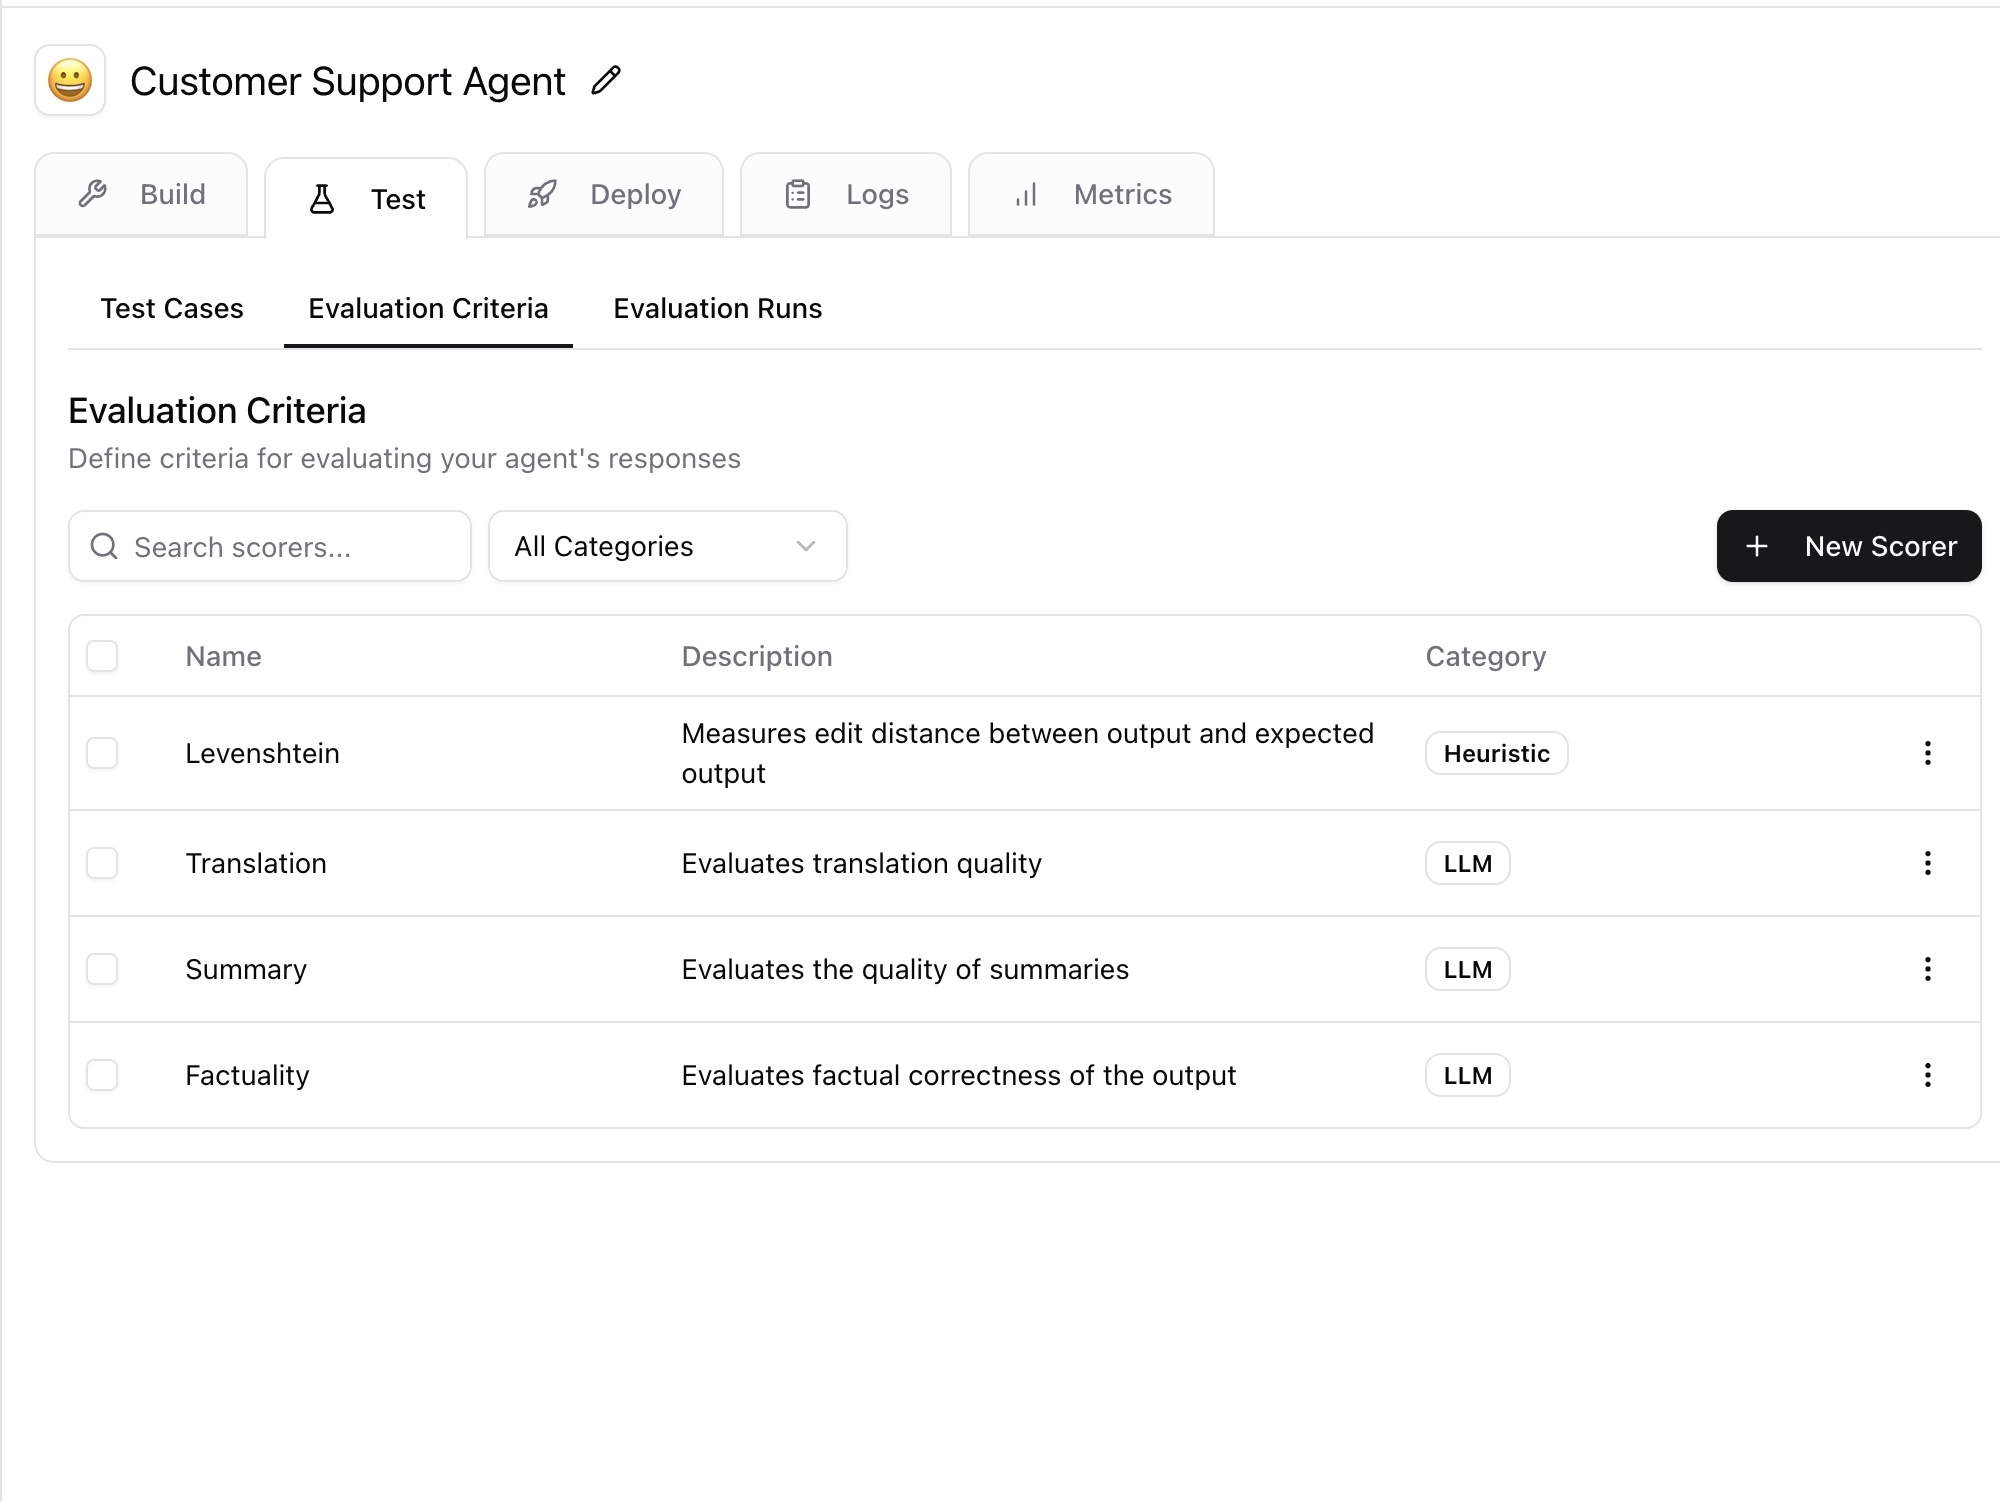 Customer Support Agent
Build
Test
Deploy
Logs
Metrics
Test Cases
Evaluation Criteria
Evaluation Runs
Evaluation Criteria
Define criteria for evaluating your agent's responses
Search scorers...
All Categories
New Scorer
Name
Description
Category
Levenshtein
Measures edit distance between output and expected
output
Heuristic
Translation
Evaluates translation quality
LLM
Summary
Evaluates the quality of summaries
LLM
Factuality
Evaluates factual correctness of the output
LLM